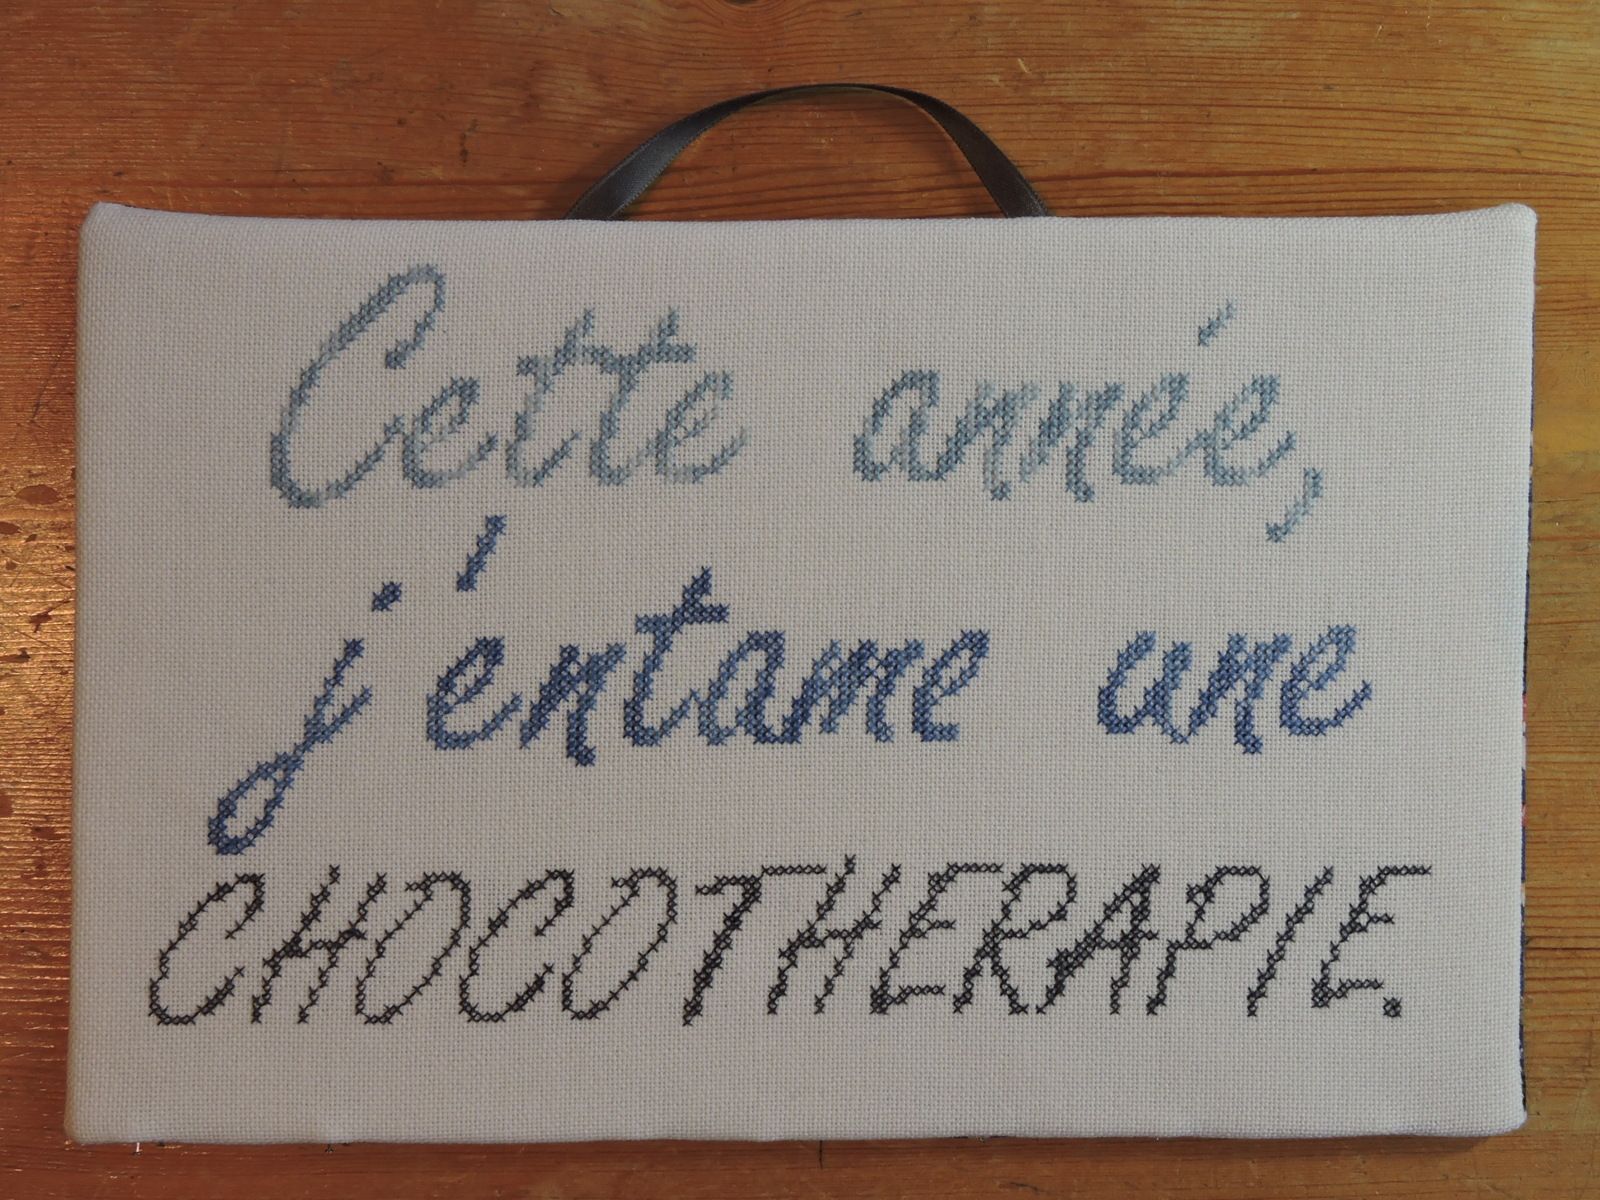 Cette année,
j'entame une
CHOCOTHERAPIE.